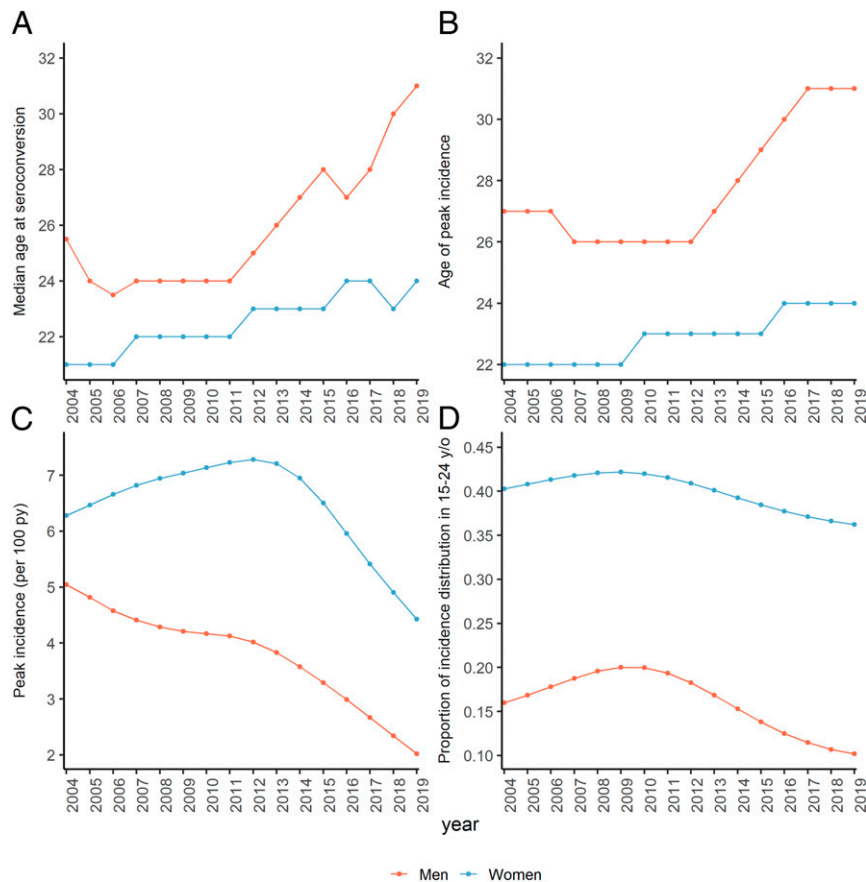 A
Median age at seroconversion
32
30
28
26
24
22
2004 2005 2006 2007 2008 2009 2010 2011 2012 2013 2014 2015 2016 2017 2018 2019
B
Age of peak incidence
32
30
28
26
24
22
2004 2005 2006 2007 2008 2009 2010 2011 2012 2013 2014 2015 2016 2017 2018 2019
C
Peak incidence (per 100 py)
7
6
5
4
3
2
2004 2005 2006 2007 2008 2009 2010 2011 2012 2013 2014 2015 2016 2017 2018 2019
D
Proportion of incidence distribution in 15-24 y/o
0.45
0.40
0.35
0.30
0.25
0.20
0.15
0.10
2004 2005 2006 2007 2008 2009 2010 2011 2012 2013 2014 2015 2016 2017 2018 2019
year
Men Women